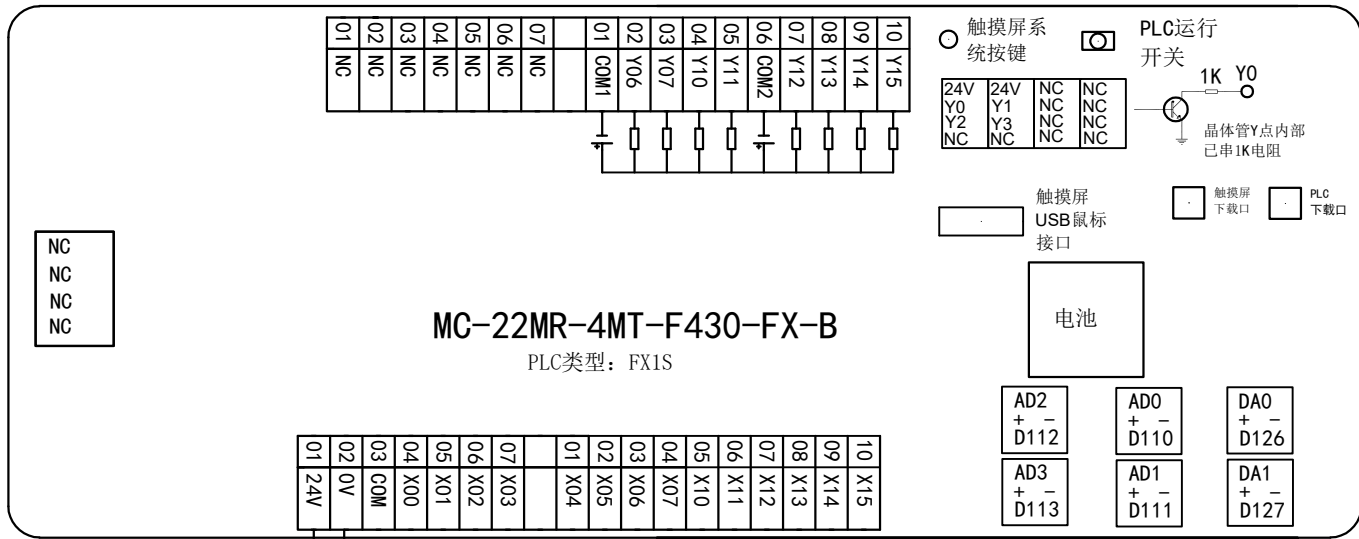 01 NC
02 NC
03 NC
04 NC
05 NC
06 NC
07 NC
01 COM1
02 Y06
03 Y07
04 Y10
05 Y11
06 COM2
07 Y12
08 Y13
09 Y14
10 Y15
触摸屏系
统按键
PLC运行
开关
24V 24V NC NC
Y0 Y1 NC NC
Y2 Y3 NC NC
NC NC NC NC
1K Y0
晶体管Y点内部
已串1K电阻
触摸屏
下载口
PLC
下载口
触摸屏
USB鼠标
接口
NC
NC
NC
NC
电池
MC-22MR-4MT-F430-FX-B
PLC类型: FX1S
AD2
+ -
D112
AD0
+ -
D110
DA0
+ -
D126
AD3
+ -
D113
AD1
+ -
D111
DA1
+ -
D127
01 24V
02 0V
03 COM
04 X00
05 X01
06 X02
07 X03
01 X04
02 X05
03 X06
04 X07
05 X10
06 X11
07 X12
08 X13
09 X14
10 X15